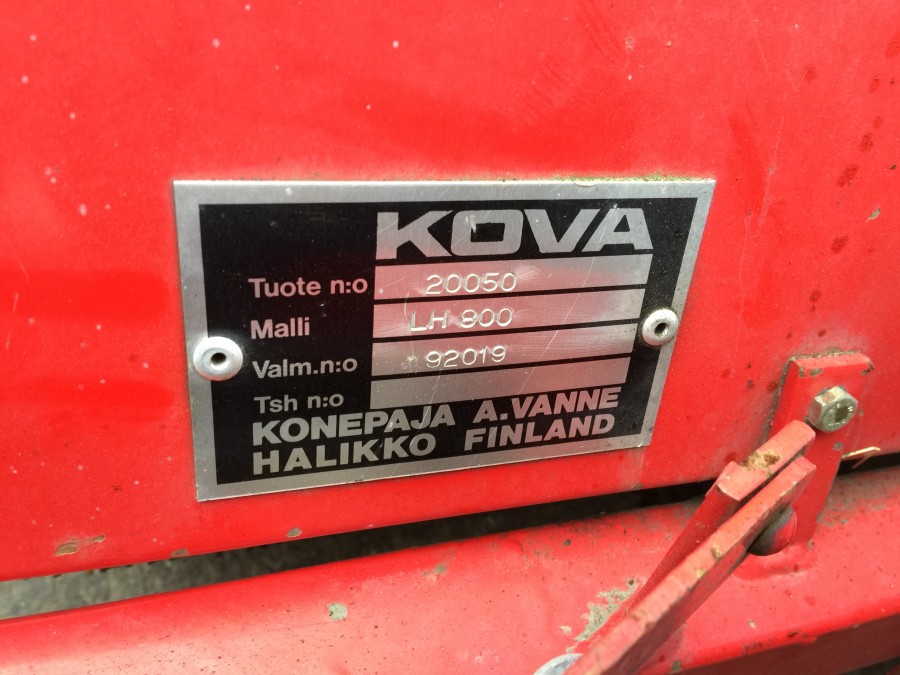 KOVA
Tuote n:o 20050
Malli LH 800
Valm.n:o 92019
Tsh n:o
KONEPAJA A.VANNE
HALIKKO FINLAND